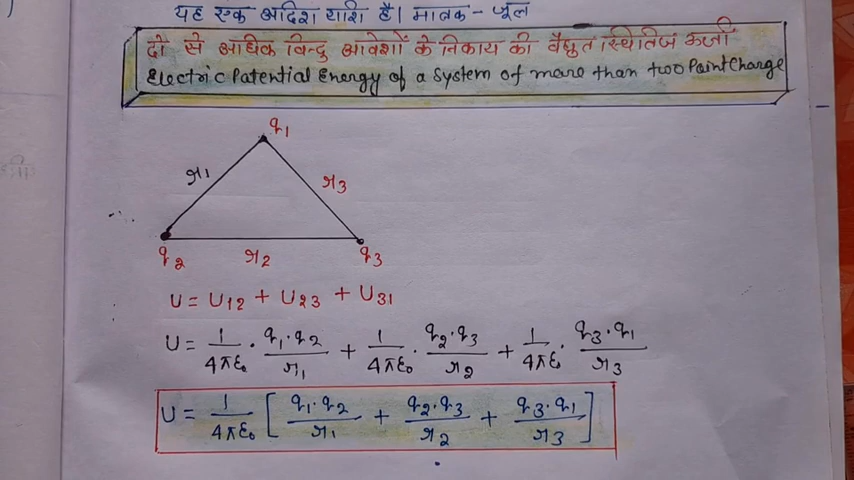 यह एक अदिश राशि है। मात्रक - जूल
दो से अधिक बिन्दु आवेशों के निकाय की वैद्युत स्थितिज ऊर्जा
Electric Potential Energy of a System of more than two Point Charge
q₁
r₁
r₃
q₂
r₂
q₃
U = U₁₂ + U₂₃ + U₃₁
U = 1/4πε₀ · q₁·q₂/r₁ + 1/4πε₀ · q₂·q₃/r₂ + 1/4πε₀ · q₃·q₁/r₃
U = 1/4πε₀ [ q₁·q₂/r₁ + q₂·q₃/r₂ + q₃·q₁/r₃ ]